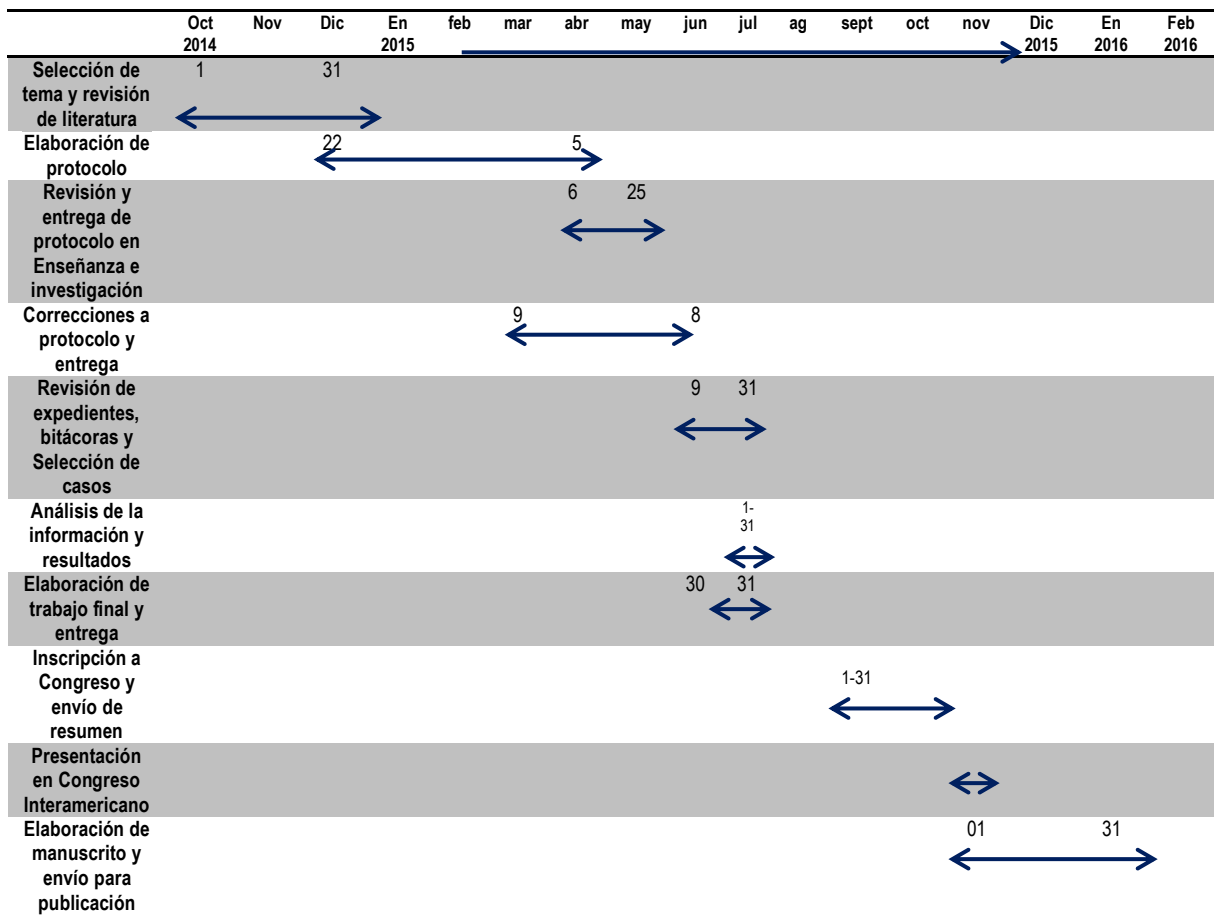 Oct Nov Dic En feb mar abr may jun jul ag sept oct nov Dic En Feb
2014 2015 2015 2016 2016
Selección de 1 31
tema y revisión
de literatura
Elaboración de 22 5
protocolo
Revisión y 6 25
entrega de
protocolo en
Enseñanza e
investigación
Correcciones a 9 8
protocolo y
entrega
Revisión de 9 31
expedientes,
bitácoras y
Selección de
casos
Análisis de la 1-
información y 31
resultados
Elaboración de 30 31
trabajo final y
entrega
Inscripción a
Congreso y 1-31
envío de
resumen
Presentación
en Congreso
Interamericano
Elaboración de 01 31
manuscrito y
envío para
publicación